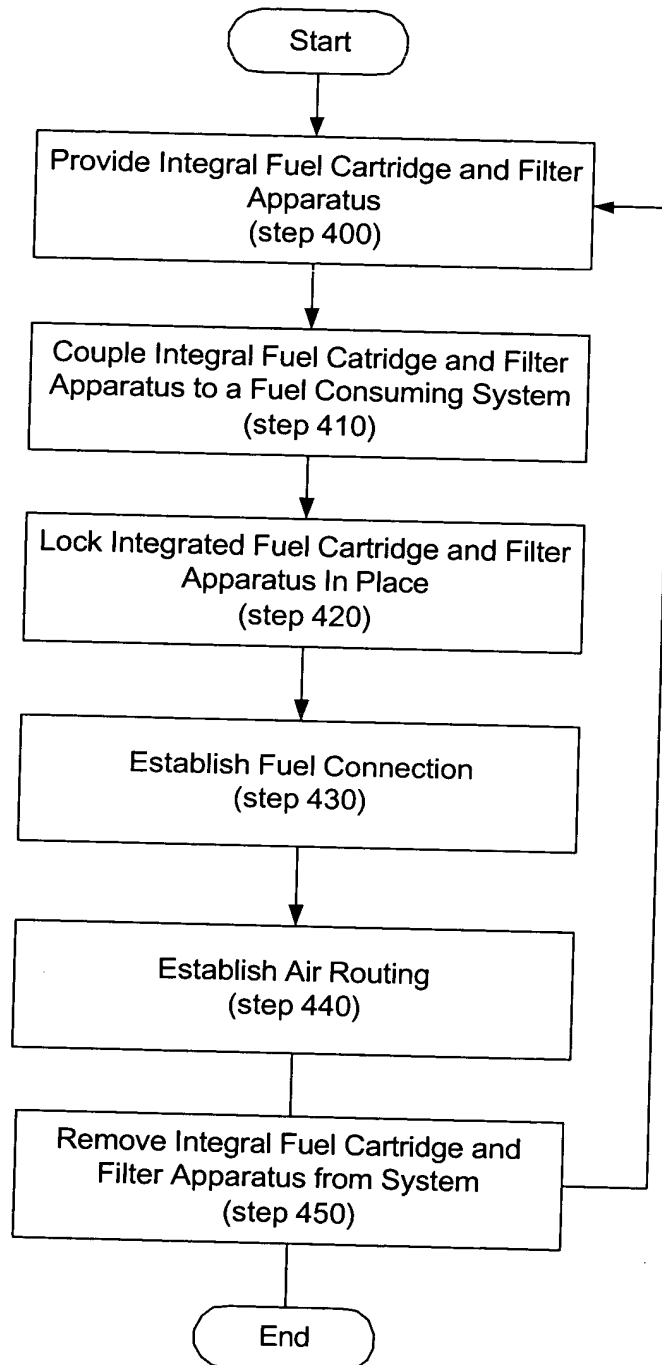 Start
Provide Integral Fuel Cartridge and Filter
Apparatus
(step 400)
Couple Integral Fuel Catridge and Filter
Apparatus to a Fuel Consuming System
(step 410)
Lock Integrated Fuel Cartridge and Filter
Apparatus In Place
(step 420)
Establish Fuel Connection
(step 430)
Establish Air Routing
(step 440)
Remove Integral Fuel Cartridge and
Filter Apparatus from System
(step 450)
End